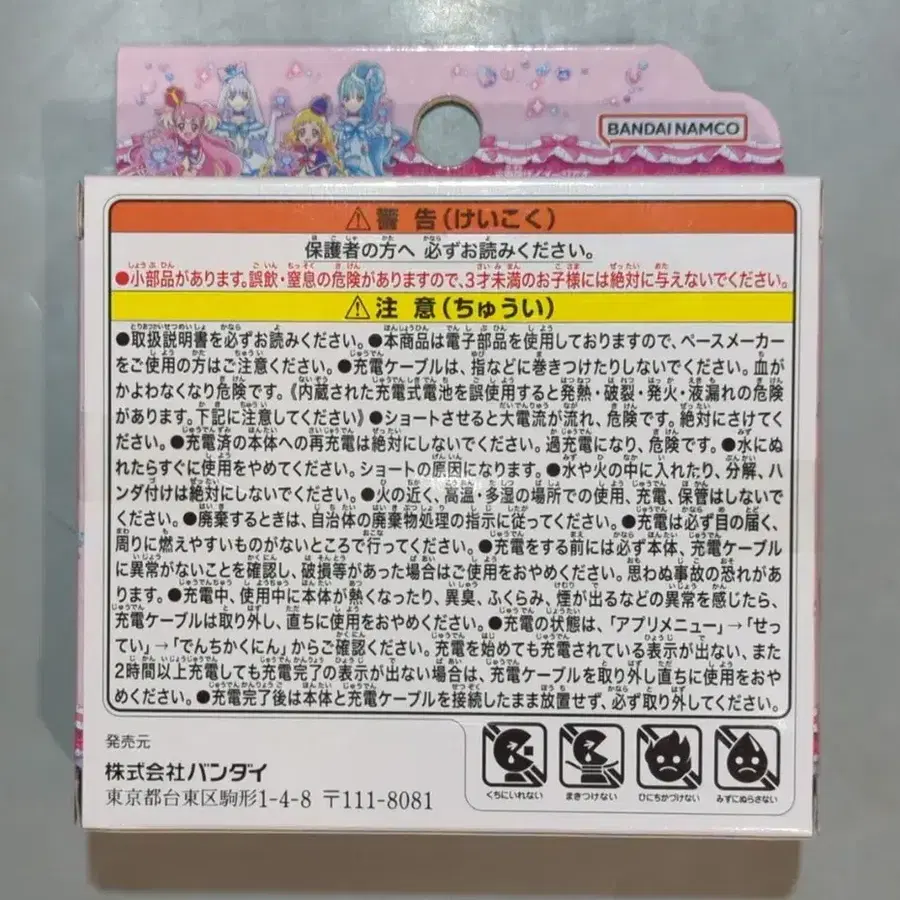 BANDAI NAMCO
⚠警告(けいこく)
保護者の方へ 必ずお読みください。
●小部品があります。誤飲・窒息の危険がありますので、3才未満のお子様には絶対に与えないでください。
⚠注意(ちゅうい)
●取扱説明書を必ずお読みください。●本商品は電子部品を使用しておりますので、ペースメーカー
をご使用の方はご注意ください。●充電ケーブルは、指などに巻きつけたりしないでください。血が
かよわなくなり危険です。《内蔵された充電式電池を誤使用すると発熱・破裂・発火・液漏れの危険
があります。下記に注意してください》●ショートさせると大電流が流れ、危険です。絶対にさけてく
ださい。●充電済の本体への再充電は絶対にしないでください。過充電になり、危険です。●水にぬ
れたらすぐに使用をやめてください。ショートの原因になります。●水や火の中に入れたり、分解、ハ
ンダ付けは絶対にしないでください。●火の近く、高温・多湿の場所での使用、充電、保管はしないで
ください。●廃棄するときは、自治体の廃棄物処理の指示に従ってください。●充電は必ず目の届く、
周りに燃えやすいものがないところで行ってください。●充電をする前には必ず本体、充電ケーブル
に異常がないことを確認し、破損等があった場合はご使用をおやめください。思わぬ事故の恐れがあ
ります。●充電中、使用中に本体が熱くなったり、異臭、ふくらみ、煙が出るなどの異常を感じたら、
充電ケーブルは取り外し、直ちに使用をおやめください。●充電の状態は、「アプリメニュー」→「せっ
てい」→「でんちかくにん」からご確認ください。充電を始めても充電されている表示が出ない、また
2時間以上充電しても充電完了の表示が出ない場合は、充電ケーブルを取り外し直ちに使用をおや
めください。●充電完了後は本体と充電ケーブルを接続したまま放置せず、必ず取り外してください。
発売元
株式会社バンダイ
東京都台東区駒形1-4-8 〒111-8081
くちにいれない まきつけない ひにちかづけない みずにぬらさない